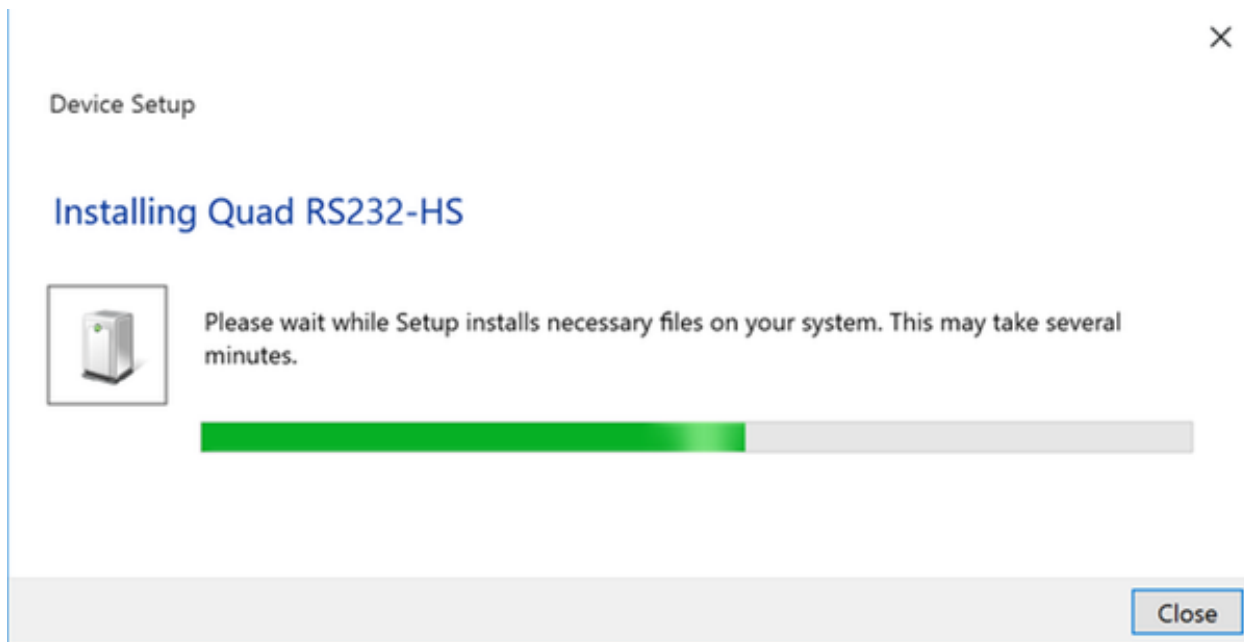 Device Setup
Installing Quad RS232-HS
Please wait while Setup installs necessary files on your system. This may take several
minutes.
Close